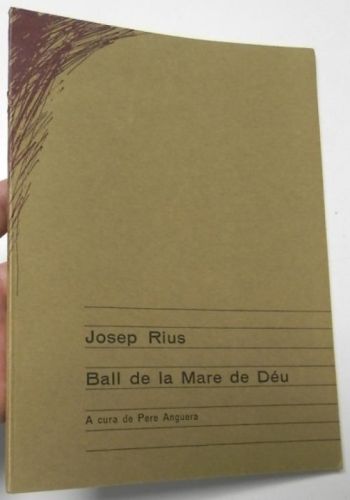 Josep Rius
Ball de la Mare de Déu
A cura de Pere Anguera